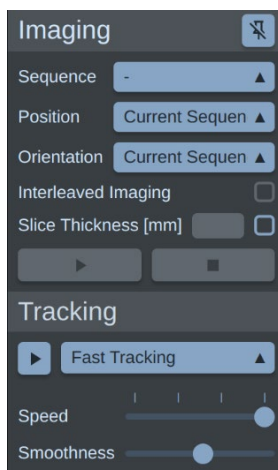 Imaging
Sequence -
Position Current Sequen
Orientation Current Sequen
Interleaved Imaging
Slice Thickness [mm]
Tracking
Fast Tracking
Speed
Smoothness